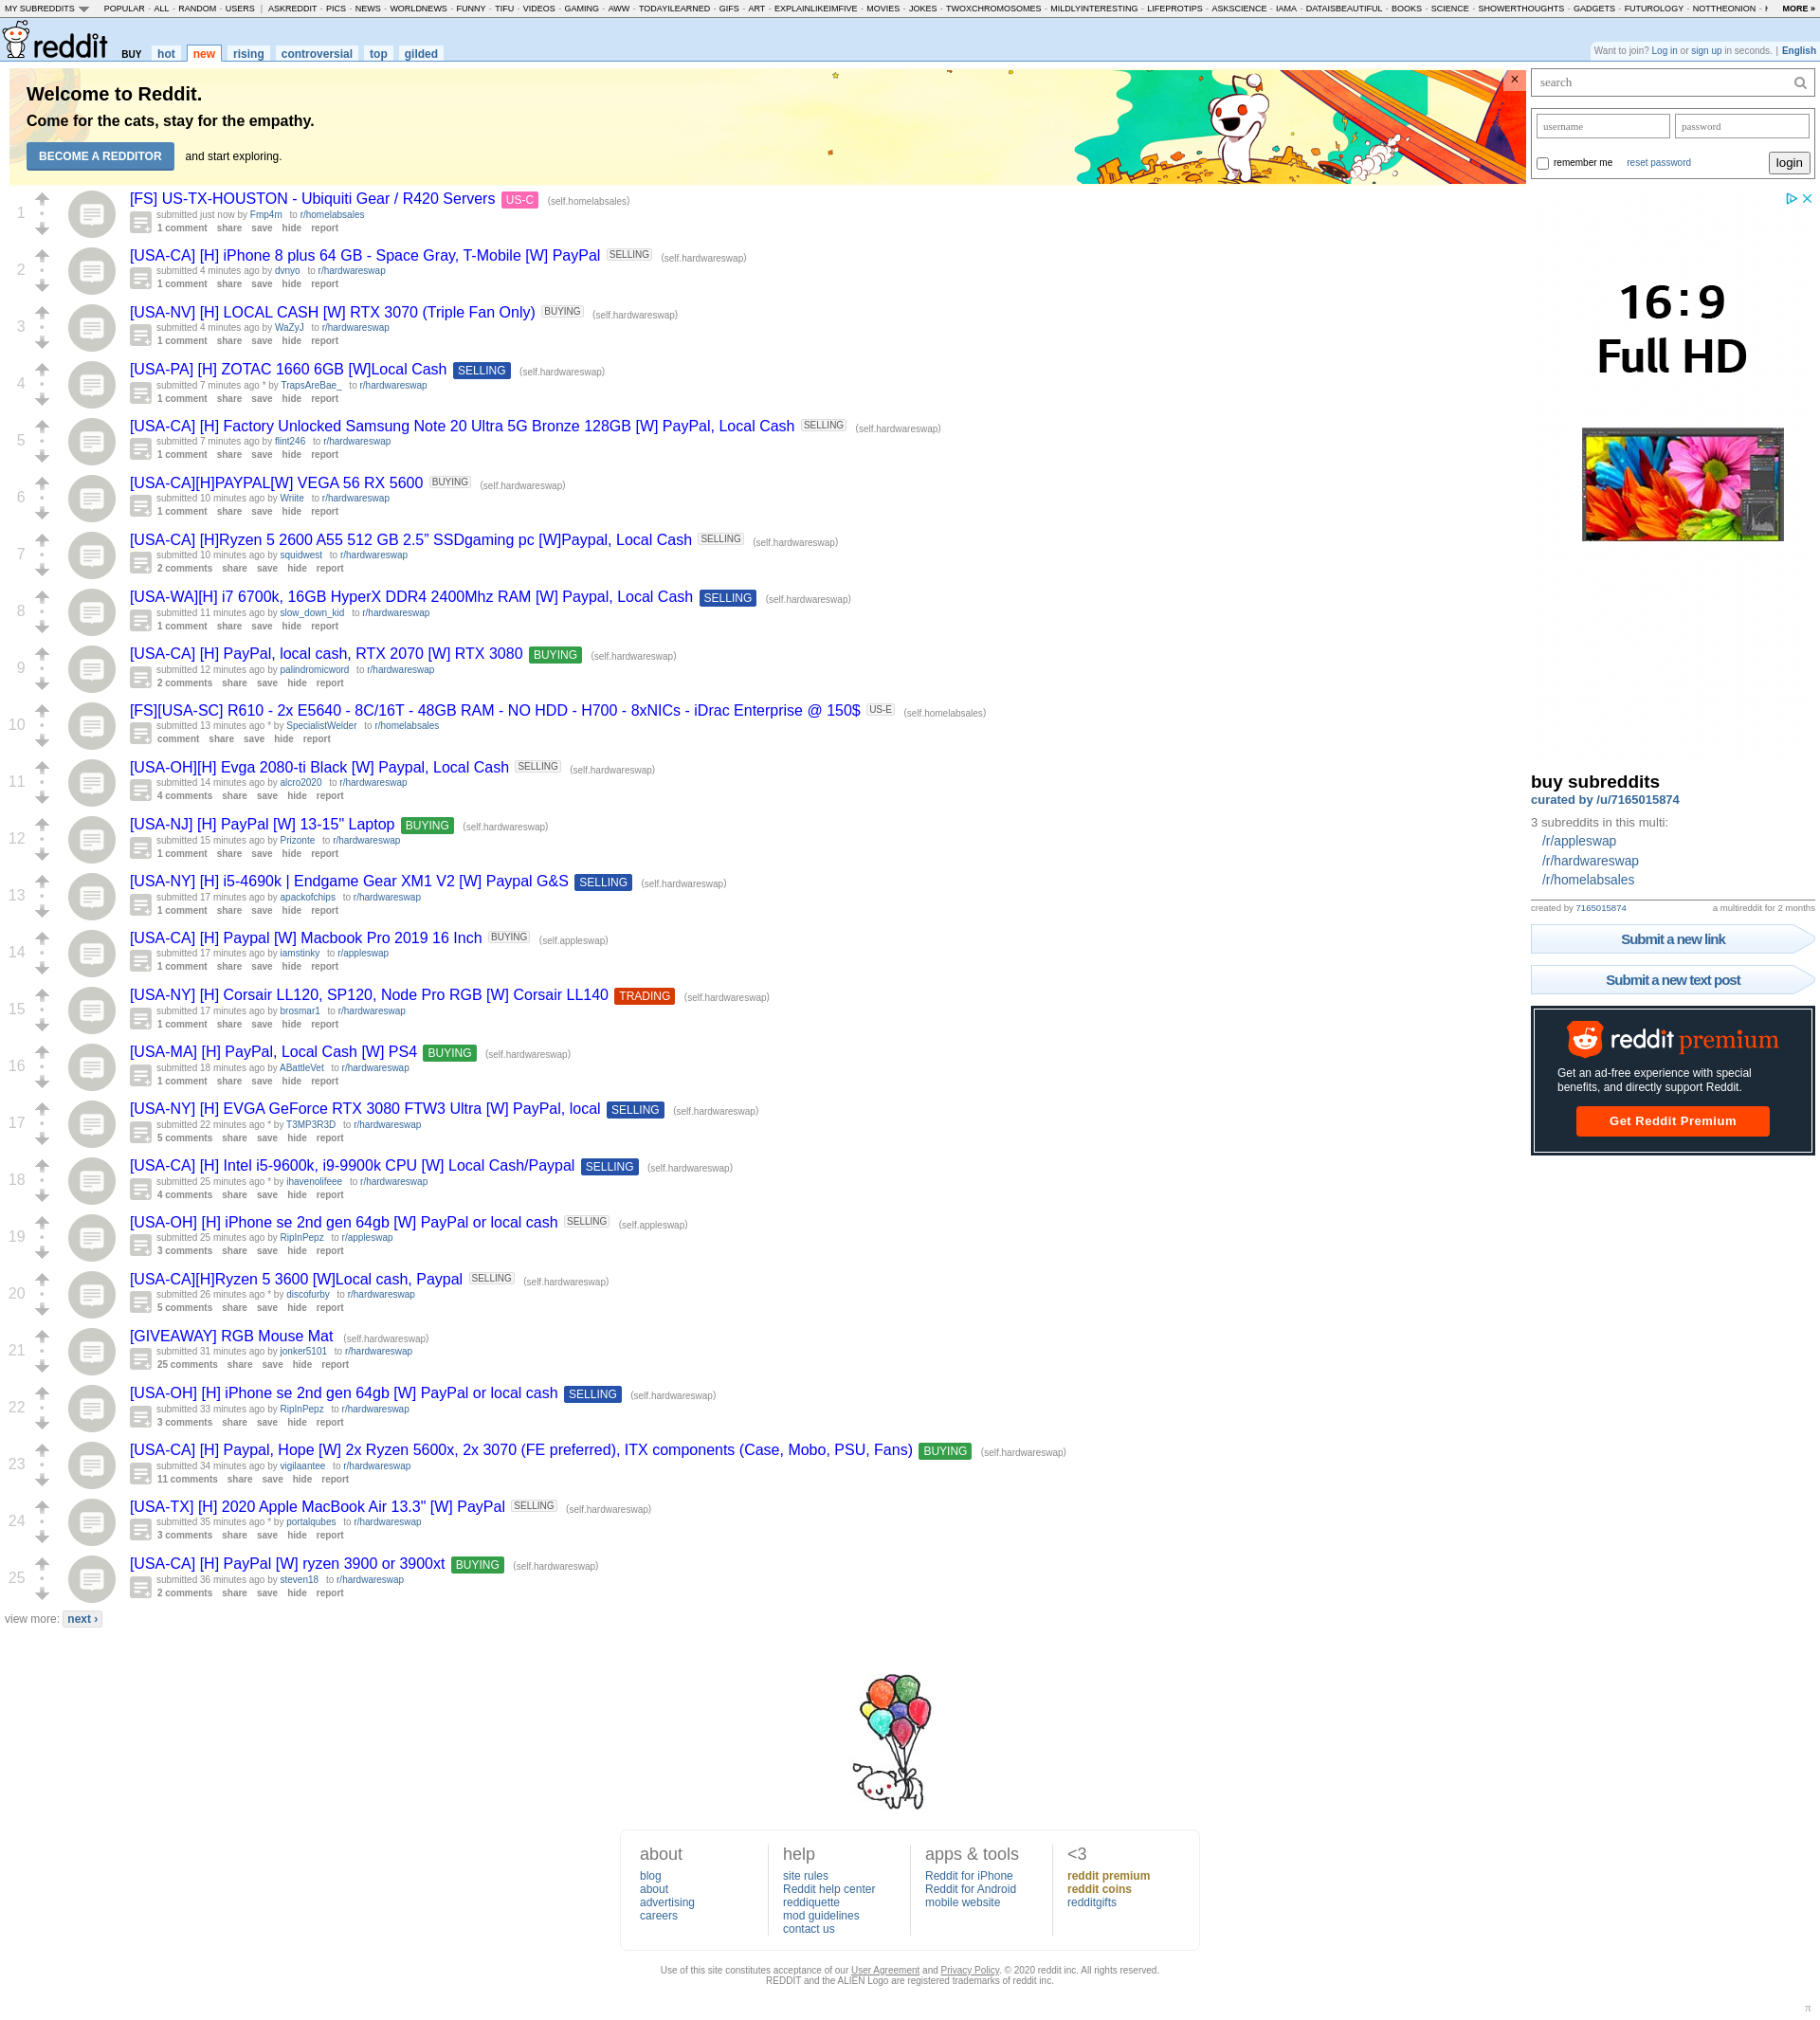 MY SUBREDDITS POPULAR - ALL - RANDOM - USERS | ASKREDDIT - PICS - NEWS - WORLDNEWS - FUNNY - TIFU - VIDEOS - GAMING - AWW - TODAYILEARNED - GIFS - ART - EXPLAINLIKEIMFIVE - MOVIES - JOKES - TWOXCHROMOSOMES - MILDLYINTERESTING - LIFEPROTIPS - ASKSCIENCE - IAMA - DATAISBEAUTIFUL - BOOKS - SCIENCE - SHOWERTHOUGHTS - GADGETS - FUTUROLOGY - NOTTHEONION - MORE »
reddit BUY hot new rising controversial top gilded
Want to join? Log in or sign up in seconds. | English
Welcome to Reddit.
Come for the cats, stay for the empathy.
BECOME A REDDITOR and start exploring.
×
search
username password
remember me reset password login
1
[FS] US-TX-HOUSTON - Ubiquiti Gear / R420 Servers US-C (self.homelabsales)
submitted just now by Fmp4m to r/homelabsales
1 comment share save hide report
2
[USA-CA] [H] iPhone 8 plus 64 GB - Space Gray, T-Mobile [W] PayPal SELLING (self.hardwareswap)
submitted 4 minutes ago by dvnyo to r/hardwareswap
1 comment share save hide report
3
[USA-NV] [H] LOCAL CASH [W] RTX 3070 (Triple Fan Only) BUYING (self.hardwareswap)
submitted 4 minutes ago by WaZyJ to r/hardwareswap
1 comment share save hide report
4
[USA-PA] [H] ZOTAC 1660 6GB [W]Local Cash SELLING (self.hardwareswap)
submitted 7 minutes ago * by TrapsAreBae_ to r/hardwareswap
1 comment share save hide report
5
[USA-CA] [H] Factory Unlocked Samsung Note 20 Ultra 5G Bronze 128GB [W] PayPal, Local Cash SELLING (self.hardwareswap)
submitted 7 minutes ago by flint246 to r/hardwareswap
1 comment share save hide report
6
[USA-CA][H]PAYPAL[W] VEGA 56 RX 5600 BUYING (self.hardwareswap)
submitted 10 minutes ago by Wriite to r/hardwareswap
1 comment share save hide report
7
[USA-CA] [H]Ryzen 5 2600 A55 512 GB 2.5” SSDgaming pc [W]Paypal, Local Cash SELLING (self.hardwareswap)
submitted 10 minutes ago by squidwest to r/hardwareswap
2 comments share save hide report
8
[USA-WA][H] i7 6700k, 16GB HyperX DDR4 2400Mhz RAM [W] Paypal, Local Cash SELLING (self.hardwareswap)
submitted 11 minutes ago by slow_down_kid to r/hardwareswap
1 comment share save hide report
9
[USA-CA] [H] PayPal, local cash, RTX 2070 [W] RTX 3080 BUYING (self.hardwareswap)
submitted 12 minutes ago by palindromicword to r/hardwareswap
2 comments share save hide report
10
[FS][USA-SC] R610 - 2x E5640 - 8C/16T - 48GB RAM - NO HDD - H700 - 8xNICs - iDrac Enterprise @ 150$ US-E (self.homelabsales)
submitted 13 minutes ago * by SpecialistWelder to r/homelabsales
comment share save hide report
11
[USA-OH][H] Evga 2080-ti Black [W] Paypal, Local Cash SELLING (self.hardwareswap)
submitted 14 minutes ago by alcro2020 to r/hardwareswap
4 comments share save hide report
12
[USA-NJ] [H] PayPal [W] 13-15" Laptop BUYING (self.hardwareswap)
submitted 15 minutes ago by Prizonte to r/hardwareswap
1 comment share save hide report
13
[USA-NY] [H] i5-4690k | Endgame Gear XM1 V2 [W] Paypal G&S SELLING (self.hardwareswap)
submitted 17 minutes ago by apackofchips to r/hardwareswap
1 comment share save hide report
14
[USA-CA] [H] Paypal [W] Macbook Pro 2019 16 Inch BUYING (self.appleswap)
submitted 17 minutes ago by iamstinky to r/appleswap
1 comment share save hide report
15
[USA-NY] [H] Corsair LL120, SP120, Node Pro RGB [W] Corsair LL140 TRADING (self.hardwareswap)
submitted 17 minutes ago by brosmar1 to r/hardwareswap
1 comment share save hide report
16
[USA-MA] [H] PayPal, Local Cash [W] PS4 BUYING (self.hardwareswap)
submitted 18 minutes ago by ABattleVet to r/hardwareswap
1 comment share save hide report
17
[USA-NY] [H] EVGA GeForce RTX 3080 FTW3 Ultra [W] PayPal, local SELLING (self.hardwareswap)
submitted 22 minutes ago * by T3MP3R3D to r/hardwareswap
5 comments share save hide report
18
[USA-CA] [H] Intel i5-9600k, i9-9900k CPU [W] Local Cash/Paypal SELLING (self.hardwareswap)
submitted 25 minutes ago * by ihavenolifeee to r/hardwareswap
4 comments share save hide report
19
[USA-OH] [H] iPhone se 2nd gen 64gb [W] PayPal or local cash SELLING (self.appleswap)
submitted 25 minutes ago by RipInPepz to r/appleswap
3 comments share save hide report
20
[USA-CA][H]Ryzen 5 3600 [W]Local cash, Paypal SELLING (self.hardwareswap)
submitted 26 minutes ago * by discofurby to r/hardwareswap
5 comments share save hide report
21
[GIVEAWAY] RGB Mouse Mat (self.hardwareswap)
submitted 31 minutes ago by jonker5101 to r/hardwareswap
25 comments share save hide report
22
[USA-OH] [H] iPhone se 2nd gen 64gb [W] PayPal or local cash SELLING (self.hardwareswap)
submitted 33 minutes ago by RipInPepz to r/hardwareswap
3 comments share save hide report
23
[USA-CA] [H] Paypal, Hope [W] 2x Ryzen 5600x, 2x 3070 (FE preferred), ITX components (Case, Mobo, PSU, Fans) BUYING (self.hardwareswap)
submitted 34 minutes ago by vigilaantee to r/hardwareswap
11 comments share save hide report
24
[USA-TX] [H] 2020 Apple MacBook Air 13.3" [W] PayPal SELLING (self.hardwareswap)
submitted 35 minutes ago * by portalqubes to r/hardwareswap
3 comments share save hide report
25
[USA-CA] [H] PayPal [W] ryzen 3900 or 3900xt BUYING (self.hardwareswap)
submitted 36 minutes ago by steven18 to r/hardwareswap
2 comments share save hide report
view more: next ›
16:9
Full HD
buy subreddits
curated by /u/7165015874
3 subreddits in this multi:
/r/appleswap
/r/hardwareswap
/r/homelabsales
created by 7165015874 a multireddit for 2 months
Submit a new link
Submit a new text post
reddit premium
Get an ad-free experience with special
benefits, and directly support Reddit.
Get Reddit Premium
about
blog
about
advertising
careers
help
site rules
Reddit help center
reddiquette
mod guidelines
contact us
apps & tools
Reddit for iPhone
Reddit for Android
mobile website
<3
reddit premium
reddit coins
redditgifts
Use of this site constitutes acceptance of our User Agreement and Privacy Policy. © 2020 reddit inc. All rights reserved.
REDDIT and the ALIEN Logo are registered trademarks of reddit inc.
π